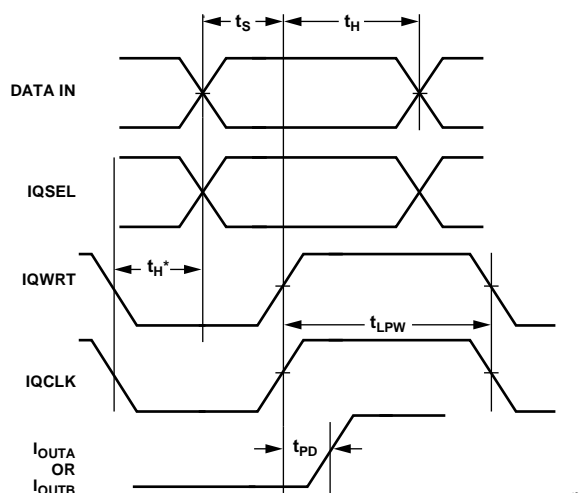 tS
tH
DATA IN
IQSEL
tH*
IQWRT
tLPW
IQCLK
tPD
IOUTA
OR
IOUTB